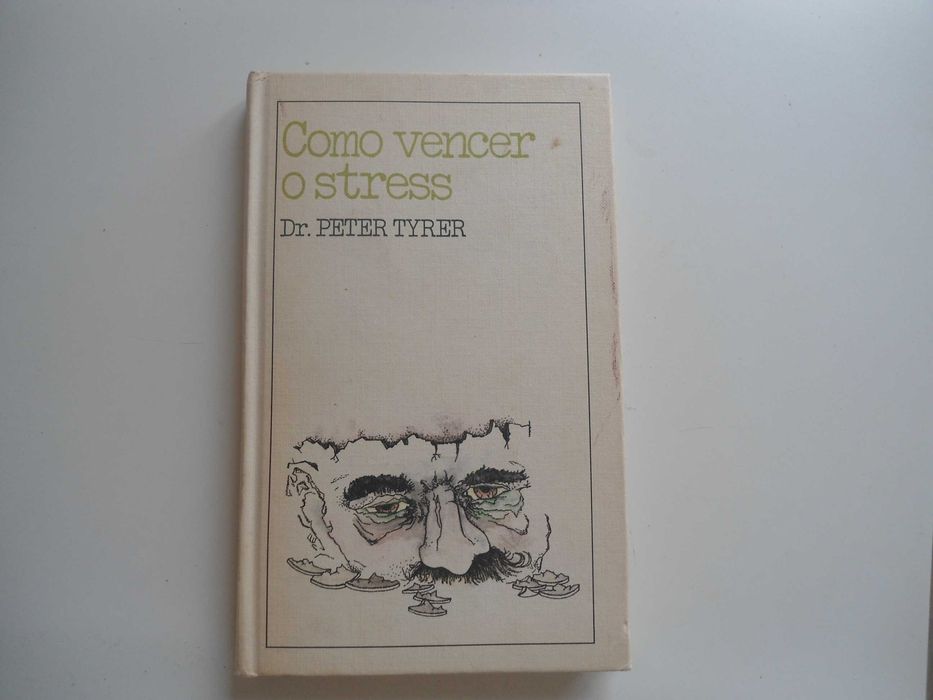 Como vencer
o stress
Dr. PETER TYRER